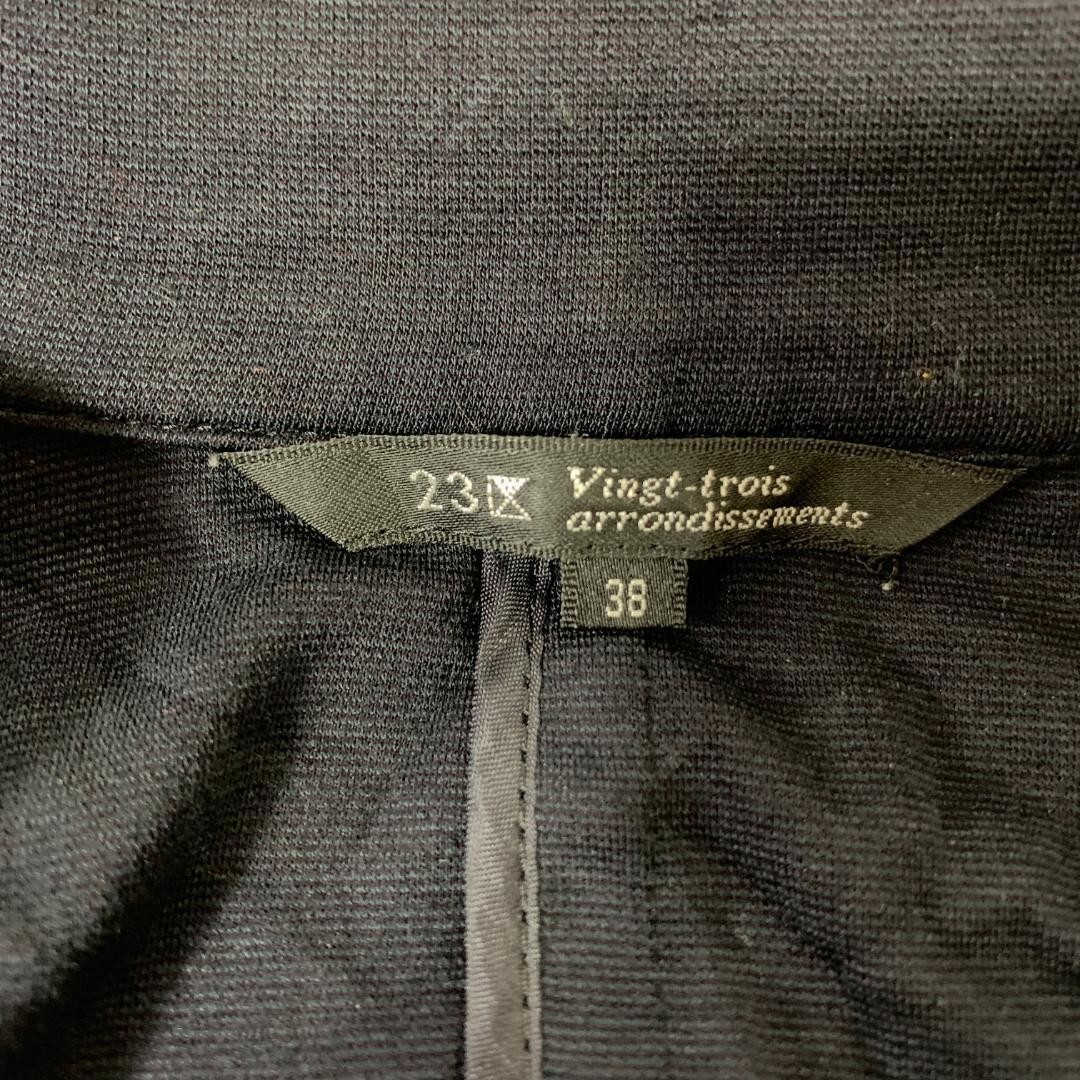 23区
Vingt-trois
arrondissements
38